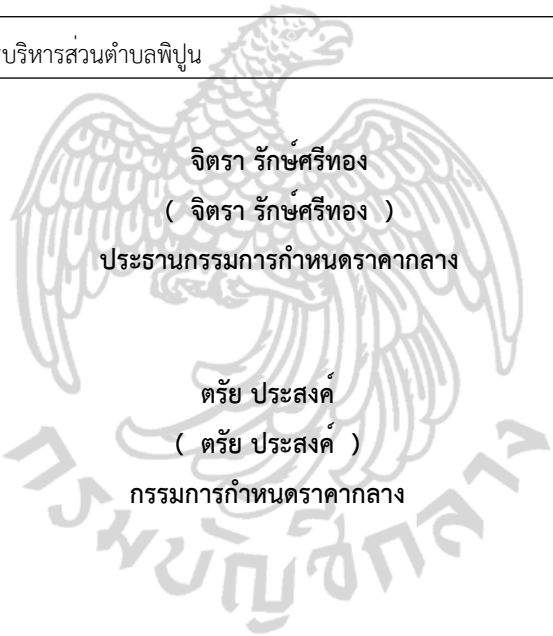 บริหารส่วนตำบลพิปูน
จิตรา รักษ์ศรีทอง
( จิตรา รักษ์ศรีทอง )
ประธานกรรมการกำหนดราคากลาง
ตรัย ประสงค์
( ตรัย ประสงค์ )
กรรมการกำหนดราคากลาง
กรมบัญชีกลาง